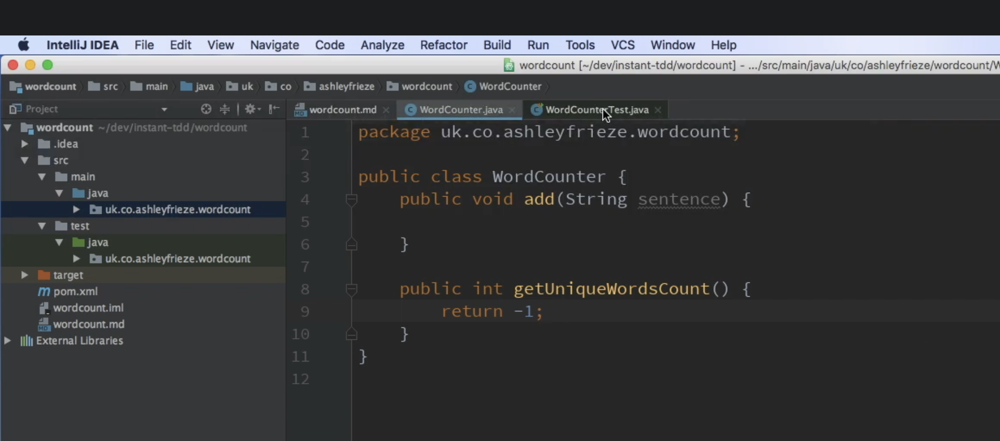 IntelliJ IDEA File Edit View Navigate Code Analyze Refactor Build Run Tools VCS Window Help
wordcount [~/dev/instant-tdd/wordcount] - .../src/main/java/uk/co/ashleyfrieze/wordcount/W
wordcount src main java uk co ashleyfrieze wordcount WordCounter
Project
wordcount.md WordCounter.java WordCounterTest.java
wordcount ~/dev/instant-tdd/wordcount
.idea
src
main
java
uk.co.ashleyfrieze.wordcount
test
java
uk.co.ashleyfrieze.wordcount
target
pom.xml
wordcount.iml
wordcount.md
External Libraries
1 package uk.co.ashleyfrieze.wordcount;
2
3 public class WordCounter {
4 public void add(String sentence) {
5
6 }
7
8 public int getUniqueWordsCount() {
9 return -1;
10 }
11 }
12